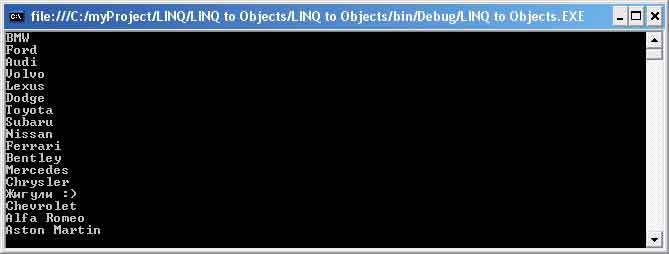 file:///C:/myProject/LINQ/LINQ to Objects/LINQ to Objects/bin/Debug/LINQ to Objects.EXE
BMW
Ford
Audi
Volvo
Lexus
Dodge
Toyota
Subaru
Nissan
Ferrari
Bentley
Mercedes
Chrysler
Жигули :)
Chevrolet
Alfa Romeo
Aston Martin